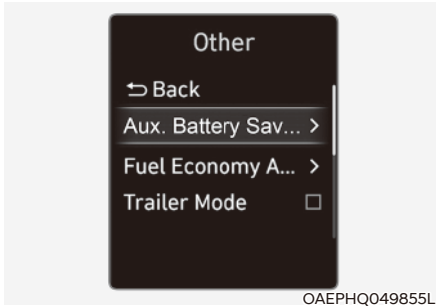 Other
Back
Aux. Battery Sav... >
Fuel Economy A... >
Trailer Mode
OAEPHQ049855L